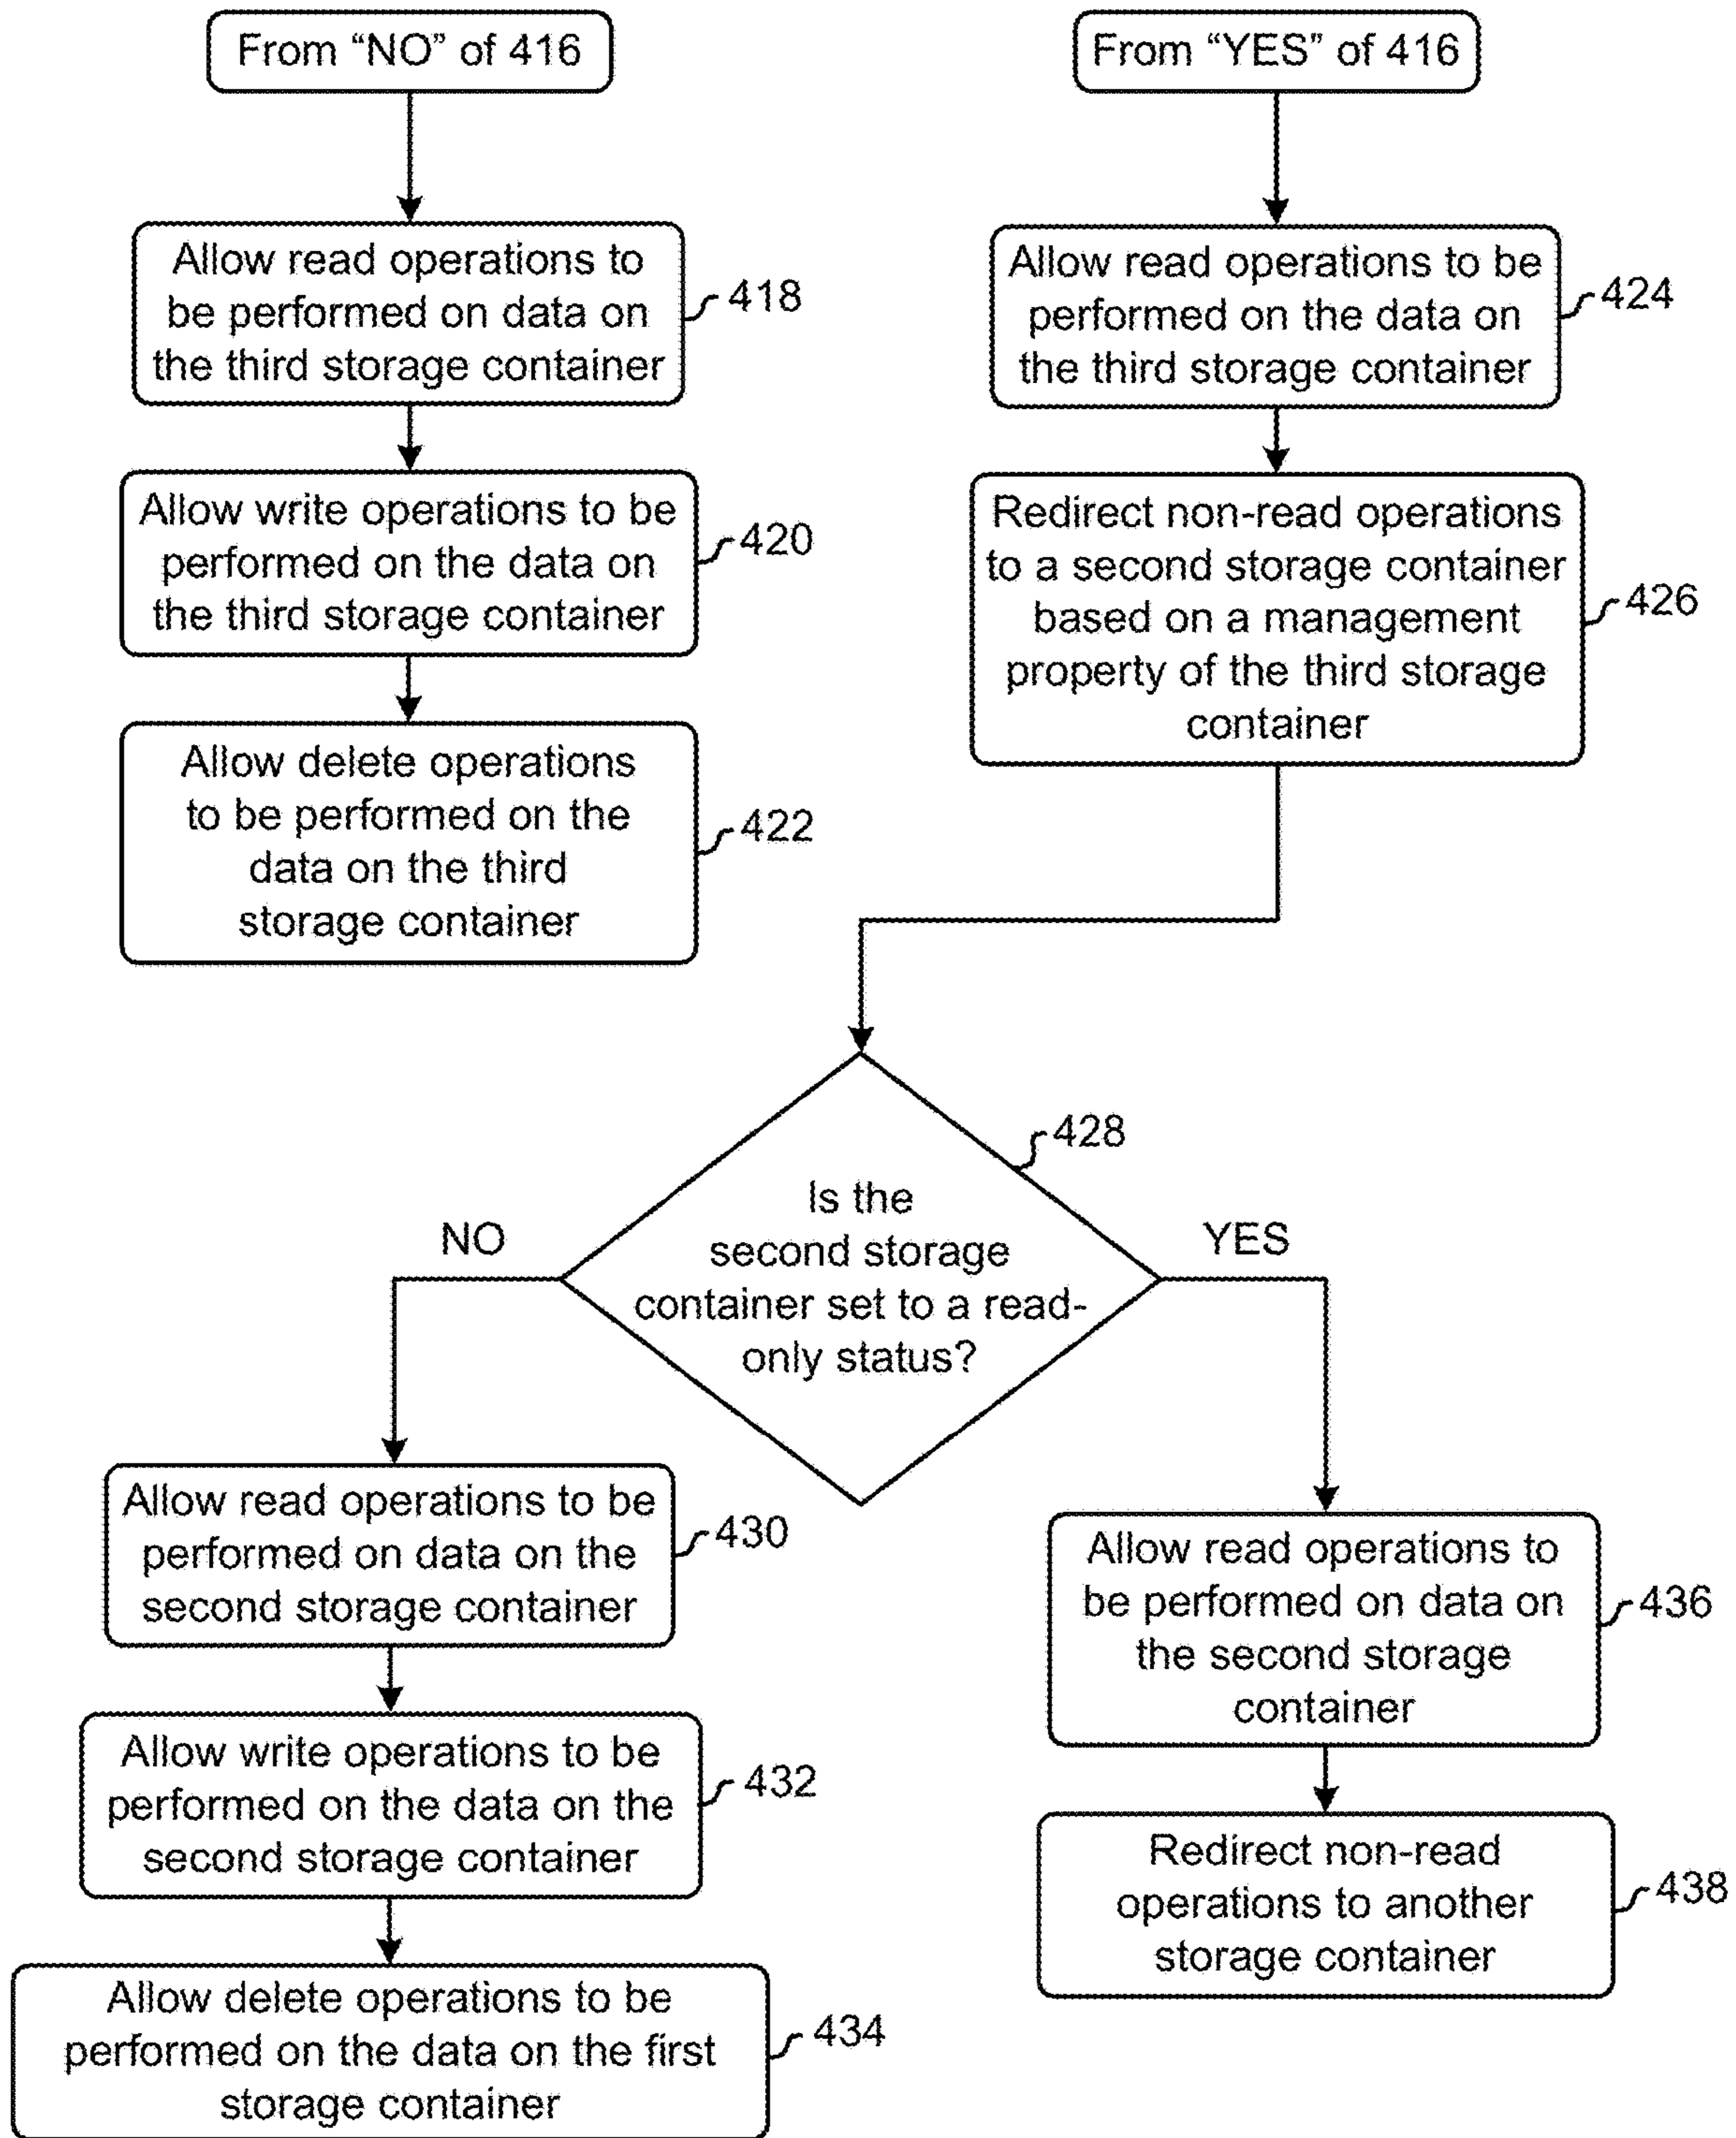 From “NO” of 416
From “YES” of 416
Allow read operations to
be performed on data on
the third storage container
418
Allow read operations to be
performed on the data on
the third storage container
424
Allow write operations to be
performed on the data on
the third storage container
420
Redirect non-read operations
to a second storage container
based on a management
property of the third storage
container
426
Allow delete operations
to be performed on the
data on the third
storage container
422
428
Is the
second storage
container set to a read-
only status?
NO
YES
Allow read operations to be
performed on data on the
second storage container
430
Allow read operations to
be performed on data on
the second storage
container
436
Allow write operations to be
performed on the data on the
second storage container
432
Redirect non-read
operations to another
storage container
438
Allow delete operations to be
performed on the data on the first
storage container
434